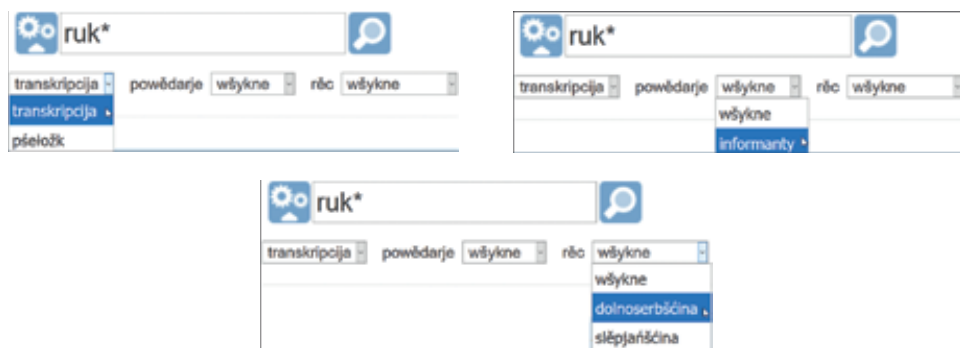 ruk*
transkripcija powědarje wšykne rěc wšykne
transkripcija
pśełožk
ruk*
transkripcija powědarje wšykne rěc wšykne
wšykne
informanty
ruk*
transkripcija powědarje wšykne rěc wšykne
wšykne
dolnoserbšćina
slěpjańšćina